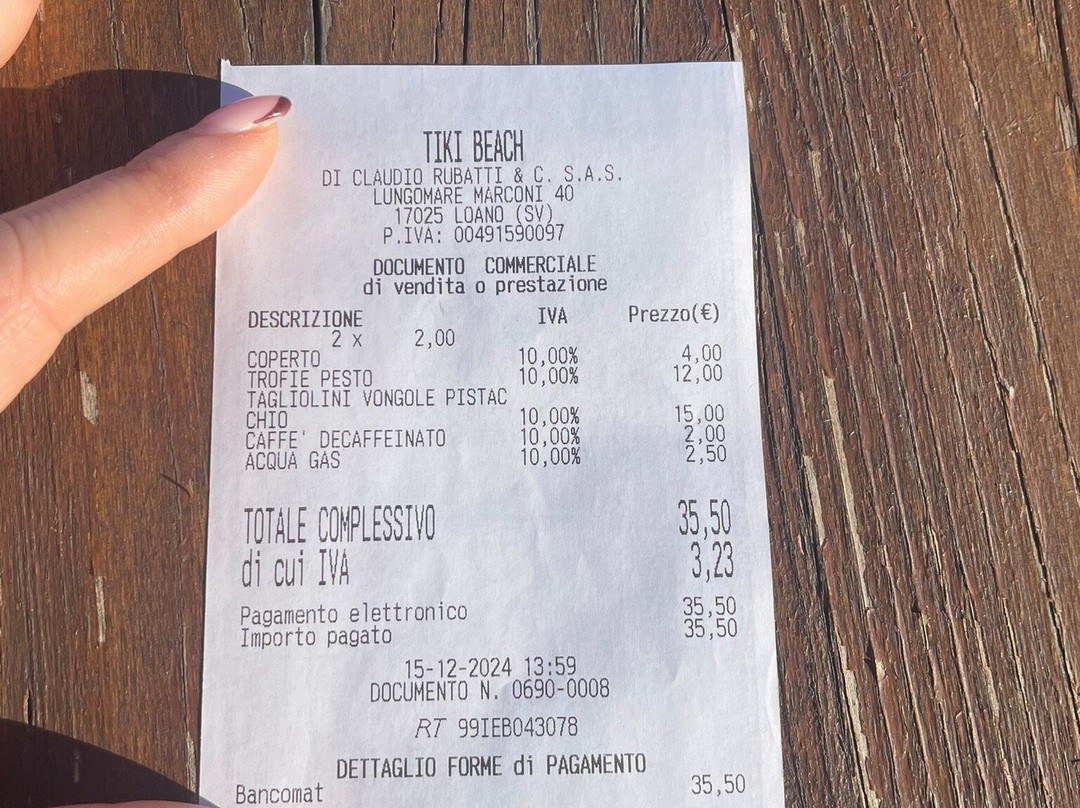 TIKI BEACH
DI CLAUDIO RUBATTI & C. S.A.S.
LUNGOMARE MARCONI 40
17025 LOANO (SV)
P.IVA: 00491590097
DOCUMENTO COMMERCIALE
di vendita o prestazione
DESCRIZIONE IVA Prezzo(€)
2 x 2,00
COPERTO 10,00% 4,00
TROFIE PESTO 10,00% 12,00
TAGLIOLINI VONGOLE PISTAC
CHIO 10,00% 15,00
CAFFE' DECAFFEINATO 10,00% 2,00
ACQUA GAS 10,00% 2,50
TOTALE COMPLESSIVO 35,50
di cui IVA 3,23
Pagamento elettronico 35,50
Importo pagato 35,50
15-12-2024 13:59
DOCUMENTO N. 0690-0008
RT 99IEB043078
DETTAGLIO FORME di PAGAMENTO
Bancomat 35,50